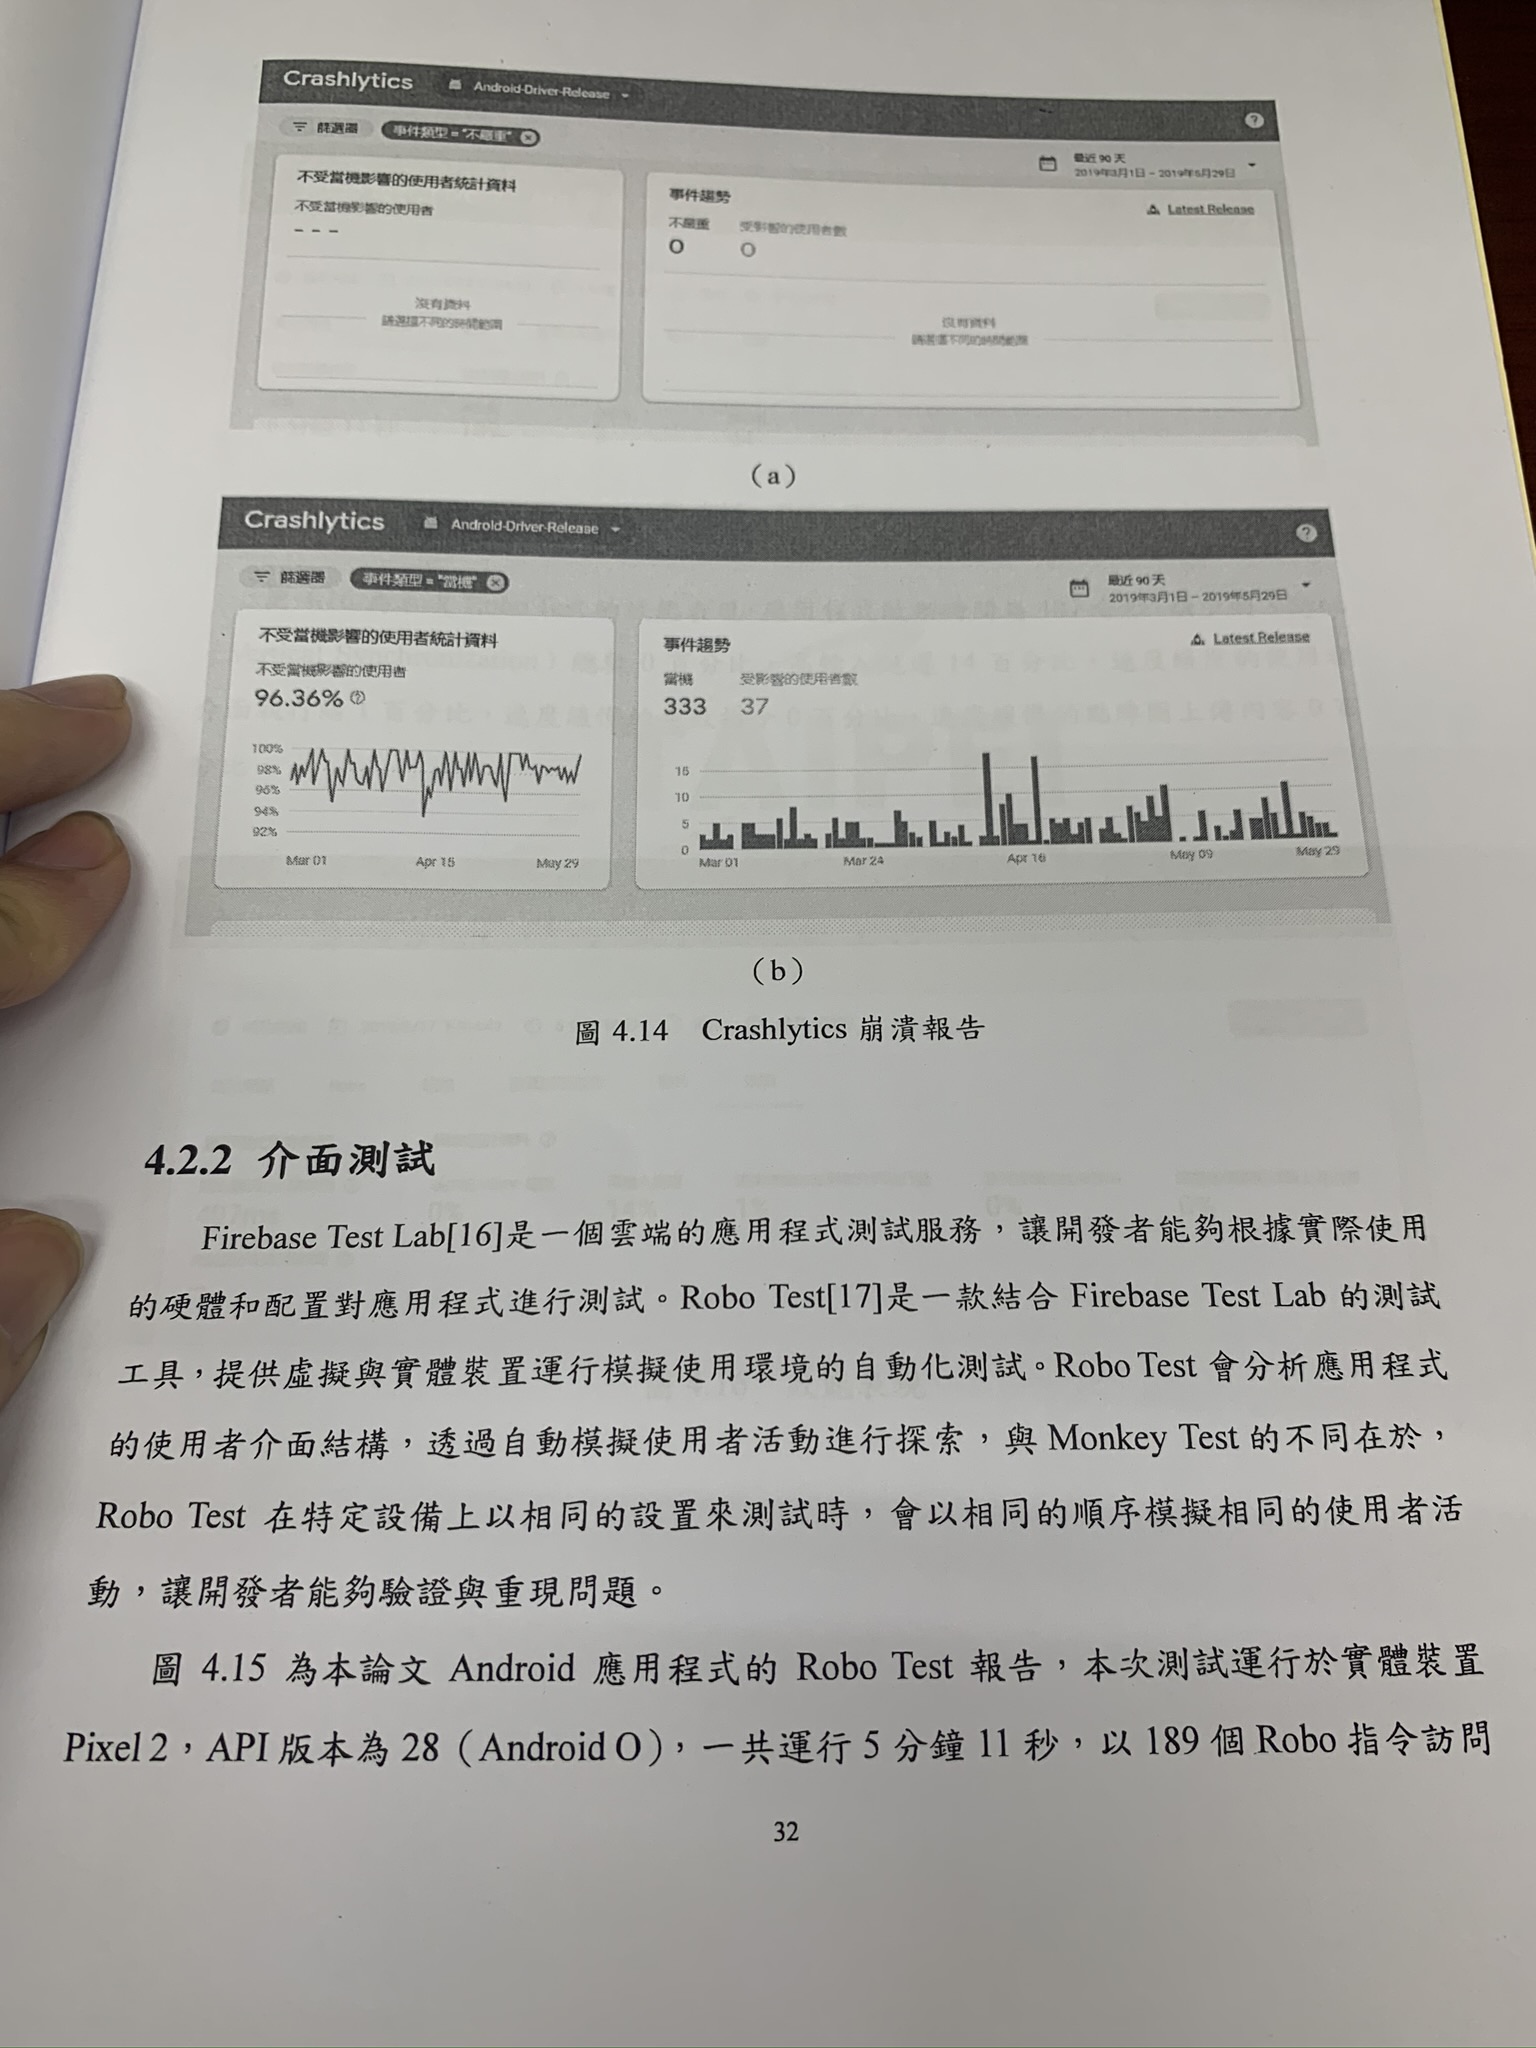 Crashlytics Android-Driver-Release
篩選器 事件類型 = "不嚴重"
最近 90 天
2019年3月1日 – 2019年5月29日
不受當機影響的使用者統計資料
不受當機影響的使用者
- - -
沒有資料
請選擇不同的時間範圍
事件趨勢
Latest Release
不嚴重 受影響的使用者數
0 0
沒有資料
請選擇不同的時間範圍
(a)
Crashlytics Android-Driver-Release
篩選器 事件類型 = "當機"
最近 90 天
2019年3月1日 – 2019年5月29日
不受當機影響的使用者統計資料
不受當機影響的使用者
96.36%
100%
98%
96%
94%
92%
Mar 01 Apr 15 May 29
事件趨勢
Latest Release
當機 受影響的使用者數
333 37
15
10
5
0
Mar 01 Mar 24 Apr 16 May 09 May 29
(b)
圖 4.14 Crashlytics 崩潰報告
4.2.2 介面測試
Firebase Test Lab[16]是一個雲端的應用程式測試服務，讓開發者能夠根據實際使用
的硬體和配置對應用程式進行測試。Robo Test[17]是一款結合 Firebase Test Lab 的測試
工具，提供虛擬與實體裝置運行模擬使用環境的自動化測試。Robo Test 會分析應用程式
的使用者介面結構，透過自動模擬使用者活動進行探索，與 Monkey Test 的不同在於，
Robo Test 在特定設備上以相同的設置來測試時，會以相同的順序模擬相同的使用者活
動，讓開發者能夠驗證與重現問題。
圖 4.15 為本論文 Android 應用程式的 Robo Test 報告，本次測試運行於實體裝置
Pixel 2，API 版本為 28（Android O），一共運行 5 分鐘 11 秒，以 189 個 Robo 指令訪問
32